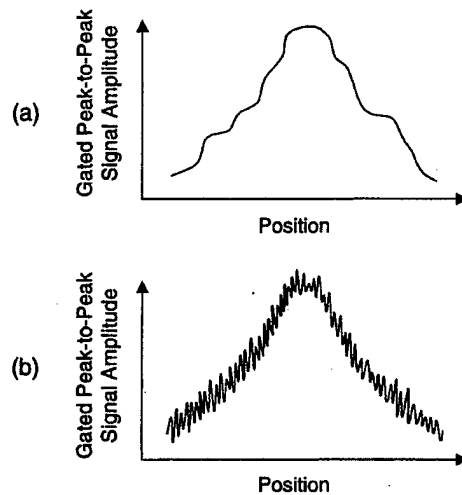 (a)
Gated Peak-to-Peak
Signal Amplitude
Position
(b)
Gated Peak-to-Peak
Signal Amplitude
Position